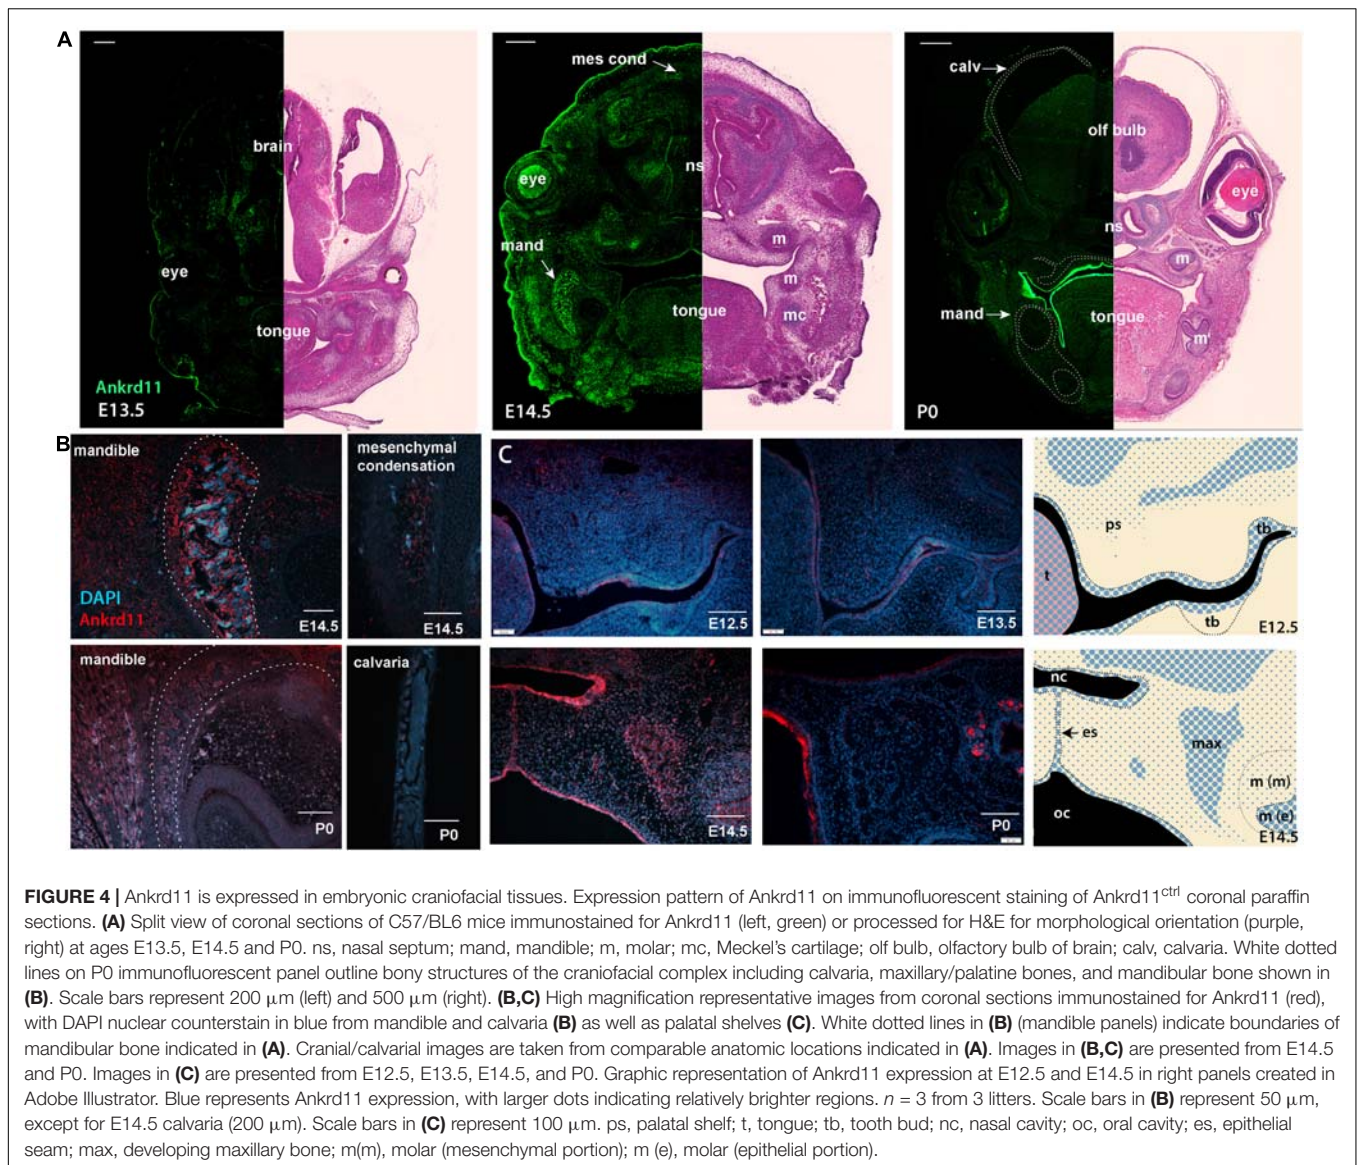 A
mes cond
calv
brain
olf bulb
ns
eye
eye
mand
eye
ns
m
m
m
tongue
mc
mand
tongue
tongue
m
Ankrd11
E13.5
E14.5
P0
B
mandible
mesenchymal
condensation
C
DAPI
Ankrd11
E14.5
E14.5
E12.5
E13.5
ps
tb
t
tb
E12.5
mandible
calvaria
P0
P0
E14.5
P0
nc
es
max
m (m)
oc
m (e)
E14.5
FIGURE 4 | Ankrd11 is expressed in embryonic craniofacial tissues. Expression pattern of Ankrd11 on immunofluorescent staining of Ankrd11ctrl coronal paraffin
sections. (A) Split view of coronal sections of C57/BL6 mice immunostained for Ankrd11 (left, green) or processed for H&E for morphological orientation (purple,
right) at ages E13.5, E14.5 and P0. ns, nasal septum; mand, mandible; m, molar; mc, Meckel's cartilage; olf bulb, olfactory bulb of brain; calv, calvaria. White dotted
lines on P0 immunofluorescent panel outline bony structures of the craniofacial complex including calvaria, maxillary/palatine bones, and mandibular bone shown in
(B). Scale bars represent 200 μm (left) and 500 μm (right). (B,C) High magnification representative images from coronal sections immunostained for Ankrd11 (red),
with DAPI nuclear counterstain in blue from mandible and calvaria (B) as well as palatal shelves (C). White dotted lines in (B) (mandible panels) indicate boundaries of
mandibular bone indicated in (A). Cranial/calvarial images are taken from comparable anatomic locations indicated in (A). Images in (B,C) are presented from E14.5
and P0. Images in (C) are presented from E12.5, E13.5, E14.5, and P0. Graphic representation of Ankrd11 expression at E12.5 and E14.5 in right panels created in
Adobe Illustrator. Blue represents Ankrd11 expression, with larger dots indicating relatively brighter regions. n = 3 from 3 litters. Scale bars in (B) represent 50 μm,
except for E14.5 calvaria (200 μm). Scale bars in (C) represent 100 μm. ps, palatal shelf; t, tongue; tb, tooth bud; nc, nasal cavity; oc, oral cavity; es, epithelial
seam; max, developing maxillary bone; m(m), molar (mesenchymal portion); m (e), molar (epithelial portion).